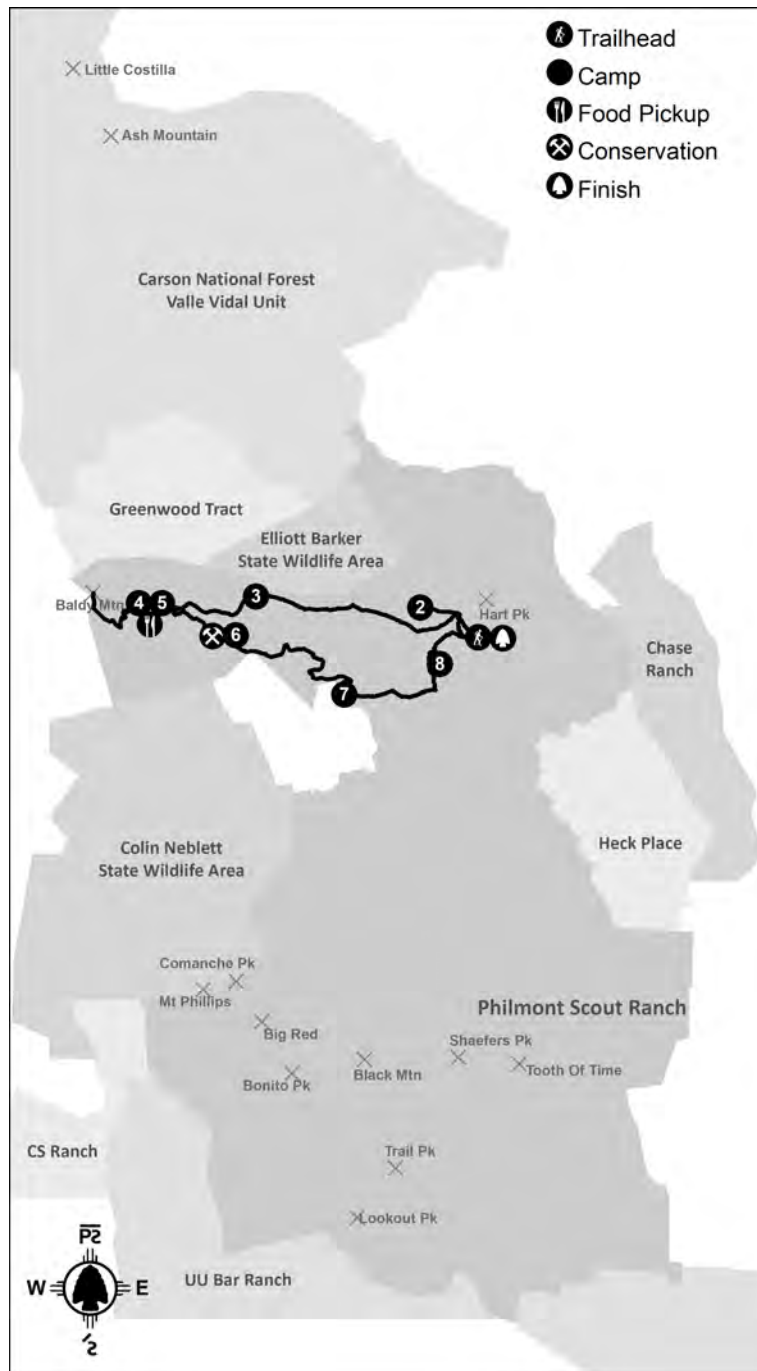 Trailhead
Camp
Food Pickup
Conservation
Finish
Little Costilla
Ash Mountain
Carson National Forest
Valle Vidal Unit
Greenwood Tract
Elliott Barker
State Wildlife Area
Baldy Mtn
4
5
3
2
Hart Pk
6
8
7
Chase
Ranch
Colin Neblett
State Wildlife Area
Heck Place
Comanche Pk
Mt Phillips
Big Red
Bonito Pk
Black Mtn
Shaefers Pk
Tooth Of Time
Philmont Scout Ranch
Trail Pk
Lookout Pk
CS Ranch
UU Bar Ranch
W
E